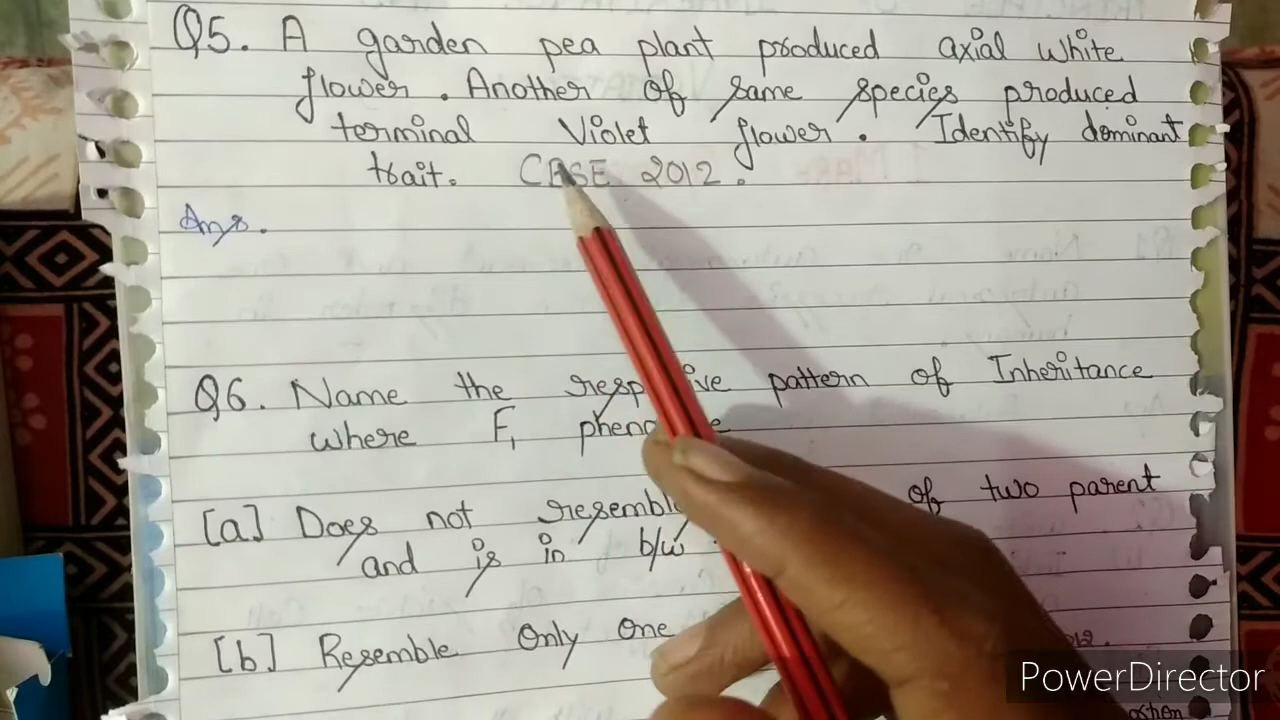 Q5. A garden pea plant produced axial white
flower. Another of same species produced
terminal Violet flower. Identify dominant
trait. CBSE 2012.
Ans.
Q6. Name the respective pattern of Inheritance
where F1
[a] Does not of two parent
and is in b/w
[b] Resemble Only one
PowerDirector